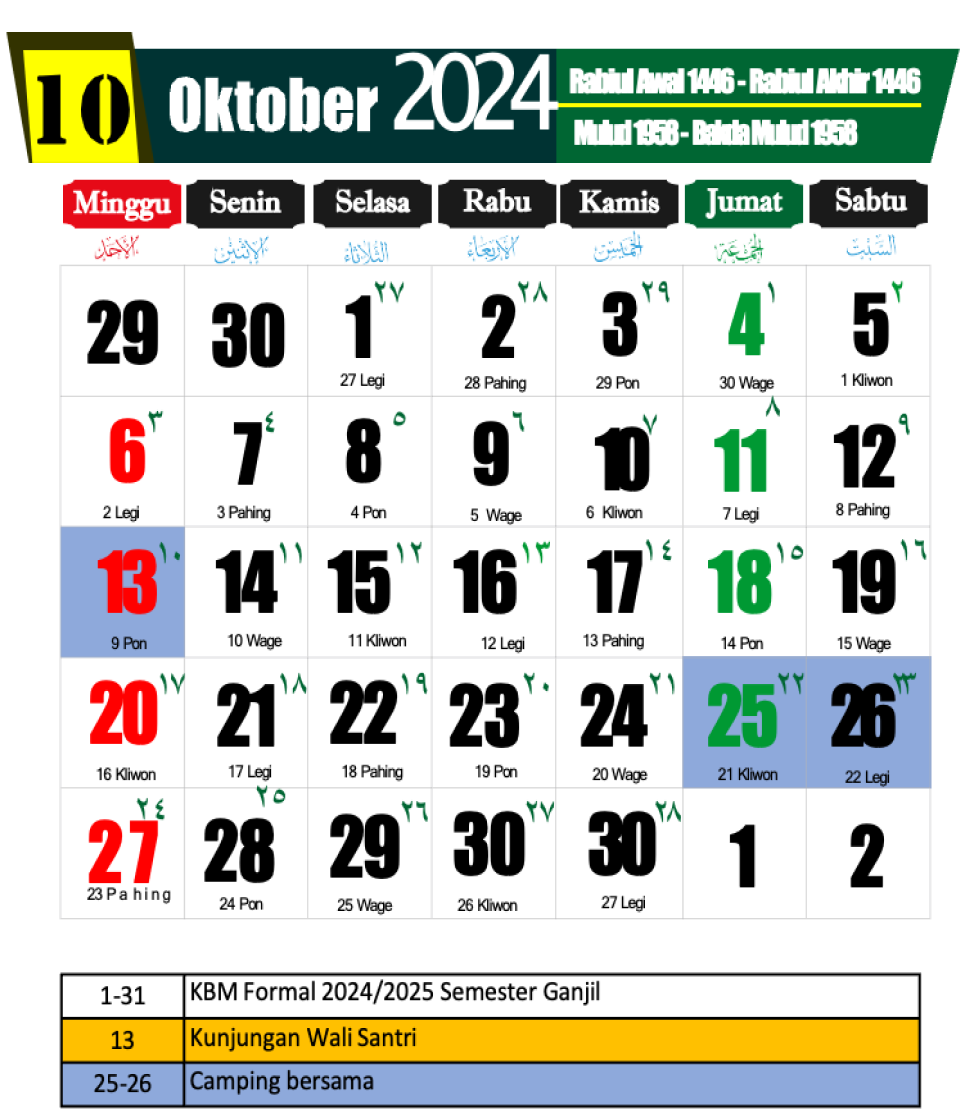 10 Oktober 2024 Rabiul Awal 1446 - Rabiul Akhir 1446
Mulud 1958 - Bakda Mulud 1958
Minggu Senin Selasa Rabu Kamis Jumat Sabtu
الأحد الإثنين الثلاثاء الأربعاء الخميس الجمعة السبت
29 30 1 ٢٧ 2 ٢٨ 3 ٢٩ 4 ١ 5 ٢
27 Legi 28 Pahing 29 Pon 30 Wage 1 Kliwon
6 ٣ 7 ٤ 8 ٥ 9 ٦ 10 ٧ 11 ٨ 12 ٩
2 Legi 3 Pahing 4 Pon 5 Wage 6 Kliwon 7 Legi 8 Pahing
13 ١٠ 14 ١١ 15 ١٢ 16 ١٣ 17 ١٤ 18 ١٥ 19 ١٦
9 Pon 10 Wage 11 Kliwon 12 Legi 13 Pahing 14 Pon 15 Wage
20 ١٧ 21 ١٨ 22 ١٩ 23 ٢٠ 24 ٢١ 25 ٢٢ 26 ٢٣
16 Kliwon 17 Legi 18 Pahing 19 Pon 20 Wage 21 Kliwon 22 Legi
27 ٢٤ 28 ٢٥ 29 ٢٦ 30 ٢٧ 30 ٢٨ 1 2
23 Pahing 24 Pon 25 Wage 26 Kliwon 27 Legi
1-31 KBM Formal 2024/2025 Semester Ganjil
13 Kunjungan Wali Santri
25-26 Camping bersama